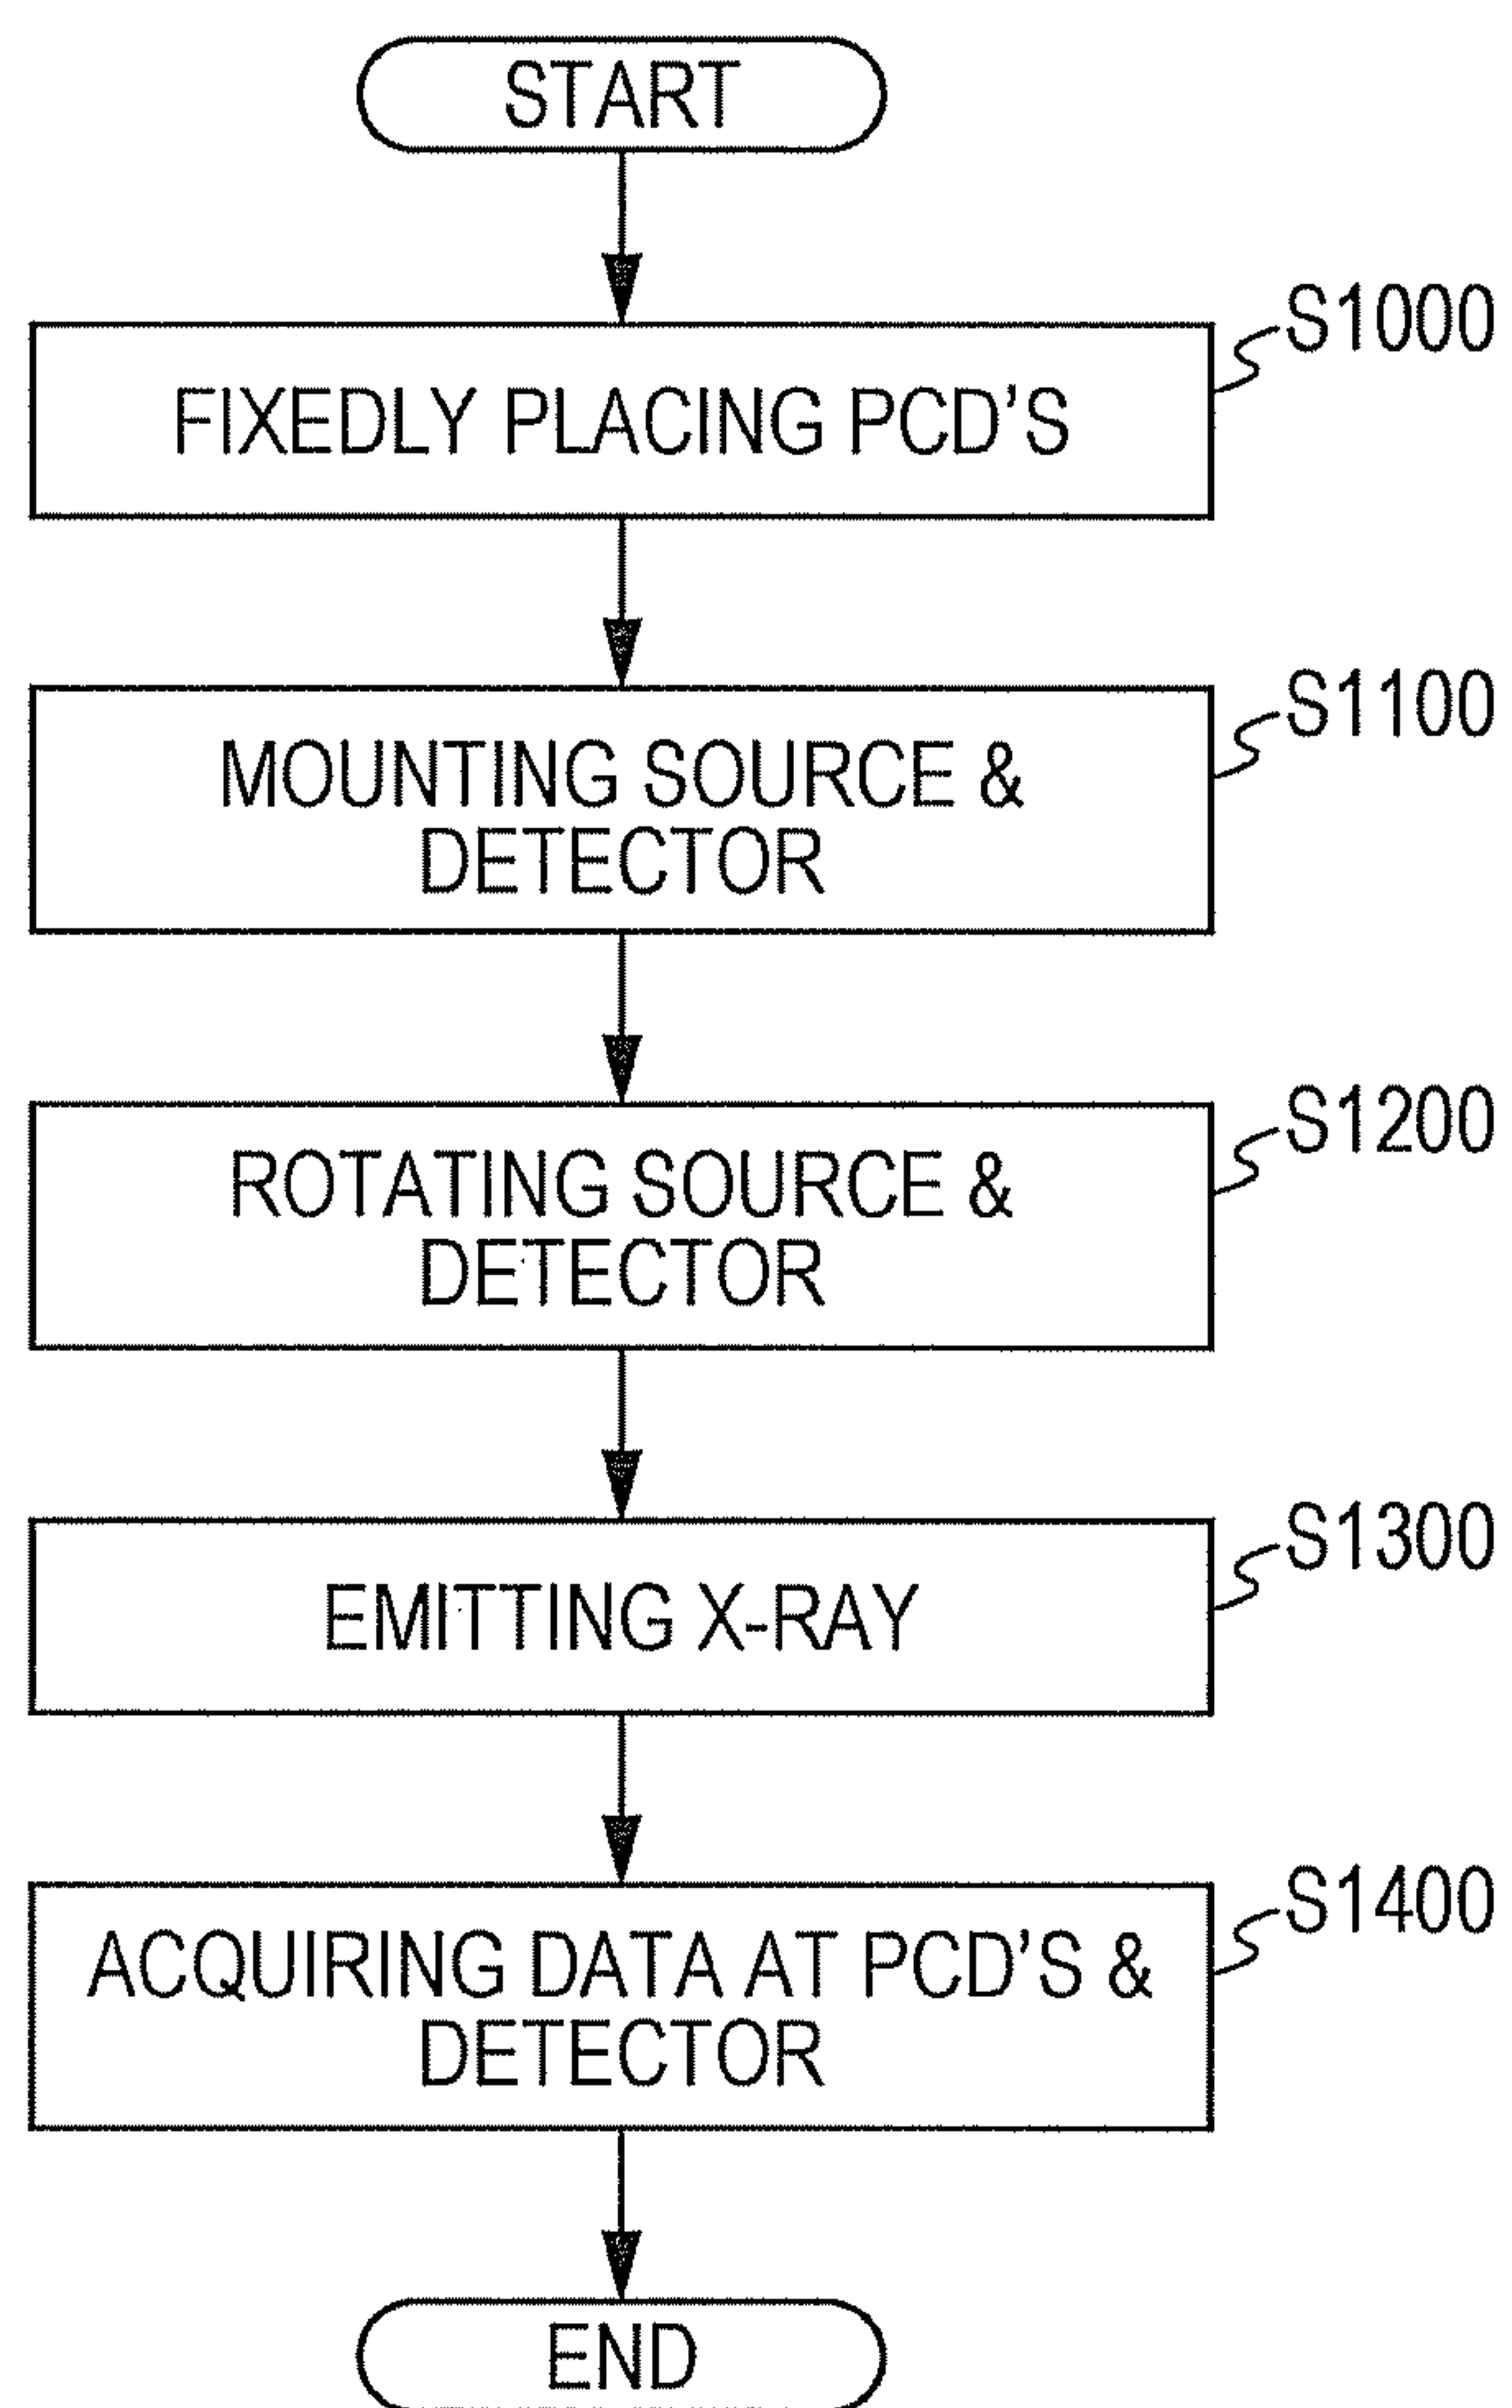 START
S1000
FIXEDLY PLACING PCD'S
S1100
MOUNTING SOURCE &
DETECTOR
S1200
ROTATING SOURCE &
DETECTOR
S1300
EMITTING X-RAY
S1400
ACQUIRING DATA AT PCD'S &
DETECTOR
END